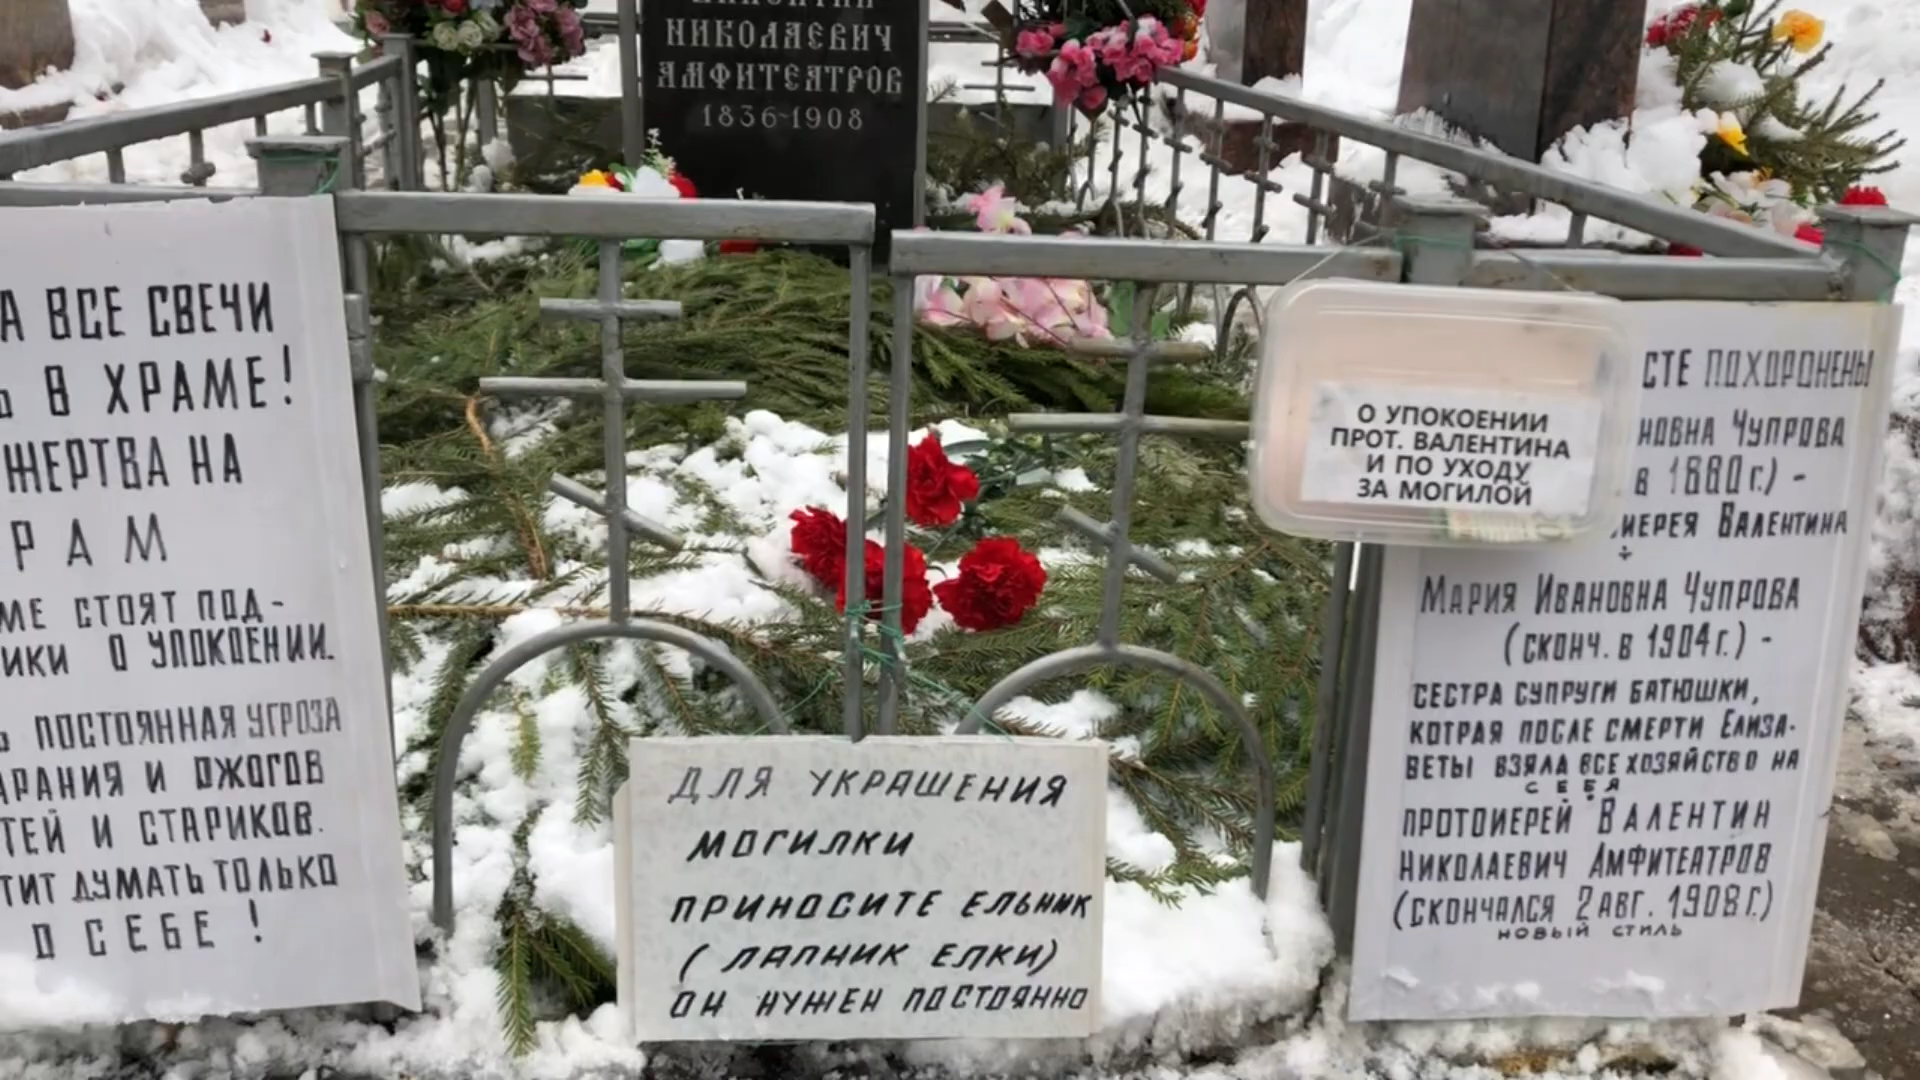 НИКОЛАЕВИЧ
АМФИТЕАТРОВ
1836-1908
А ВСЕ СВЕЧИ
В ХРАМЕ!
ЖЕРТВА НА
РАМ
МЕ СТОЯТ ПОД-
ИКИ О УПОКОЕНИИ.
ПОСТОЯННАЯ УГРОЗА
АРАНИЯ И ОЖОГОВ
ТЕЙ И СТАРИКОВ.
ТИТ ДУМАТЬ ТОЛЬКО
О СЕБЕ!
ДЛЯ УКРАШЕНИЯ
МОГИЛКИ
ПРИНОСИТЕ ЕЛЬНИК
(ЛАПНИК ЕЛКИ)
ОН НУЖЕН ПОСТОЯННО
О УПОКОЕНИИ
ПРОТ. ВАЛЕНТИНА
И ПО УХОДУ
ЗА МОГИЛОЙ
СТЕ ПОХОРОНЕНЫ
НОВНА ЧУПРОВА
в 1880г.) -
ИЕРЕЯ ВАЛЕНТИНА
МАРИЯ ИВАНОВНА ЧУПРОВА
(СКОНЧ. В 1904г.) -
СЕСТРА СУПРУГИ БАТЮШКИ,
КОТРАЯ ПОСЛЕ СМЕРТИ ЕЛИЗА-
ВЕТЫ ВЗЯЛА ВСЕ ХОЗЯЙСТВО НА
СЕБЯ
ПРОТОИЕРЕЙ ВАЛЕНТИН
НИКОЛАЕВИЧ АМФИТЕАТРОВ
(СКОНЧАЛСЯ 2 АВГ. 1908г.)
НОВЫЙ СТИЛЬ